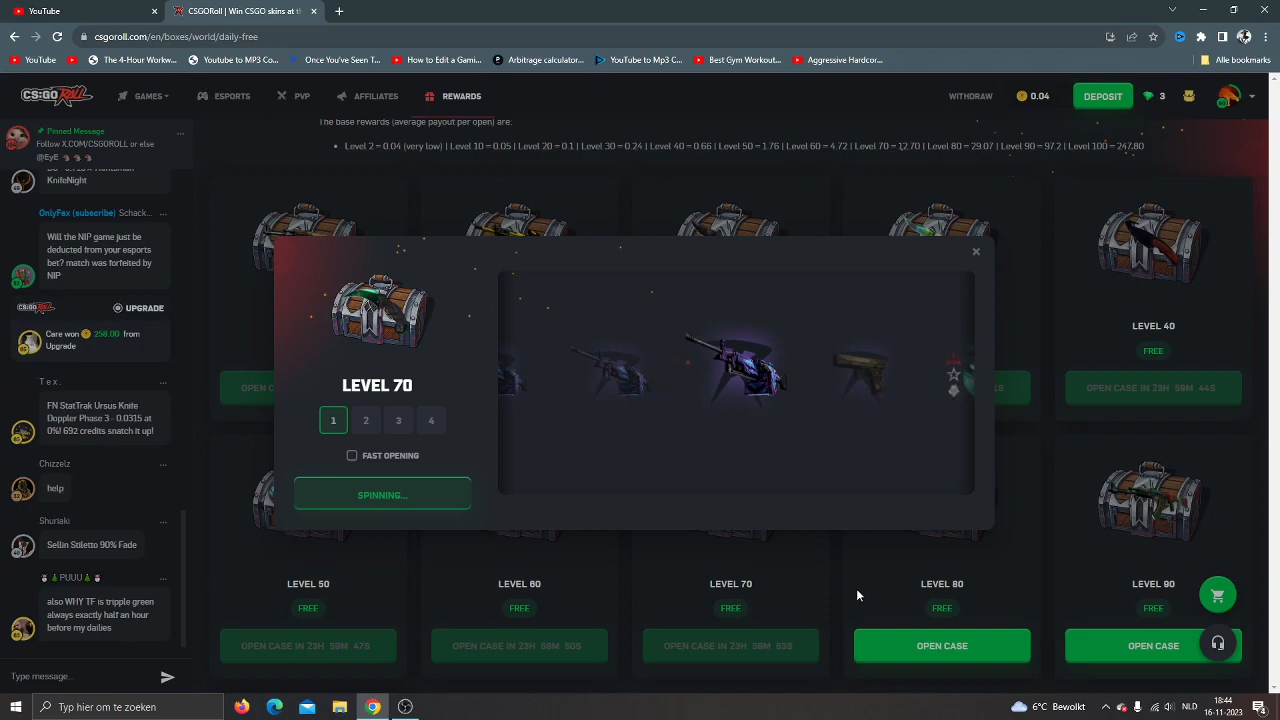 YouTube
CSGORoll | Win CSGO skins at th
csgoroll.com/en/boxes/world/daily-free
YouTube
The 4-Hour Workw...
Youtube to MP3 Co...
Once You've Seen T...
How to Edit a Gami...
Arbitrage calculator...
YouTube to Mp3 C...
Best Gym Workout...
Aggressive Hardcor...
Alle bookmarks
CS:GO ROLL
GAMES
ESPORTS
PVP
AFFILIATES
REWARDS
WITHDRAW
0.04
DEPOSIT
3
Pinned Message
Follow X.COM/CSGOROLL or else
@EyE
KnifeNight
OnlyFax (subscribe) Schack...
Will the NIP game just be
deducted from your esports
bet? match was forfeited by
NIP
CS:GO ROLL UPGRADE
Care won 258.00 from
Upgrade
T e x .
FN StatTrak Ursus Knife
Doppler Phase 3 - 0.0315 at
0%! 692 credits snatch it up!
Chizzelz
help
Shuriaki
Sellin Stiletto 90% Fade
PUUU
also WHY TF is tripple green
always exactly half an hour
before my dailies
Type message...
The base rewards (average payout per open) are:
Level 2 = 0.04 (very low) | Level 10 = 0.05 | Level 20 = 0.1 | Level 30 = 0.24 | Level 40 = 0.66 | Level 50 = 1.76 | Level 60 = 4.72 | Level 70 = 12.70 | Level 80 = 29.07 | Level 90 = 97.2 | Level 100 = 247.80
LEVEL 40
FREE
OPEN CASE IN 23H 59M 44S
LEVEL 70
1 2 3 4
FAST OPENING
SPINNING...
LEVEL 50
FREE
OPEN CASE IN 23H 59M 47S
LEVEL 60
FREE
OPEN CASE IN 23H 59M 50S
LEVEL 70
FREE
OPEN CASE IN 23H 59M 53S
LEVEL 80
FREE
OPEN CASE
LEVEL 90
FREE
OPEN CASE
Typ hier om te zoeken
6°C Bewolkt
NLD
18:44
16-11-2023